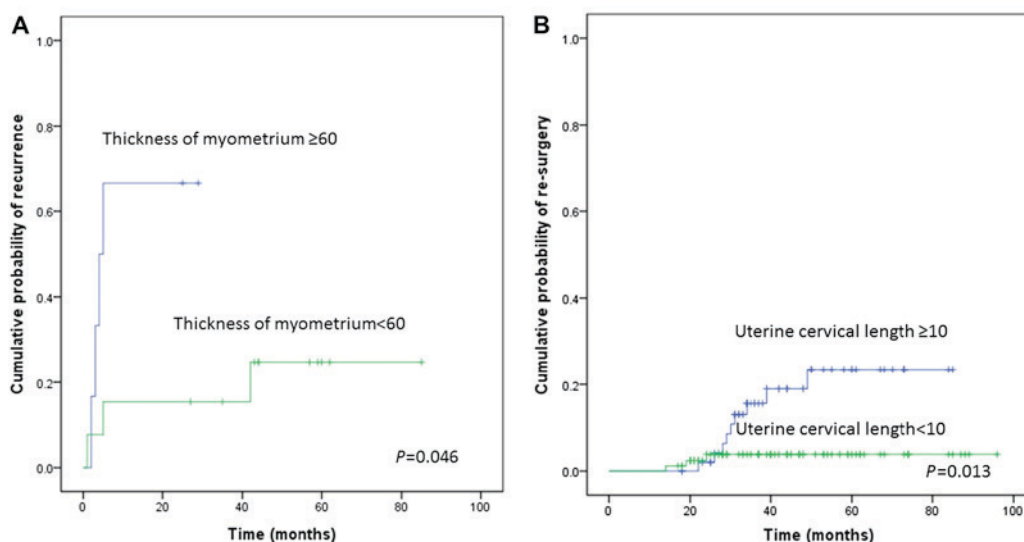 A
Cumulative probability of recurrence
1.0
0.8
0.6
0.4
0.2
0.0
Thickness of myometrium ≥60
Thickness of myometrium<60
P=0.046
0 20 40 60 80 100
Time (months)
B
Cumulative probability of re-surgery
1.0
0.8
0.6
0.4
0.2
0.0
Uterine cervical length ≥10
Uterine cervical length<10
P=0.013
0 20 40 60 80 100
Time (months)